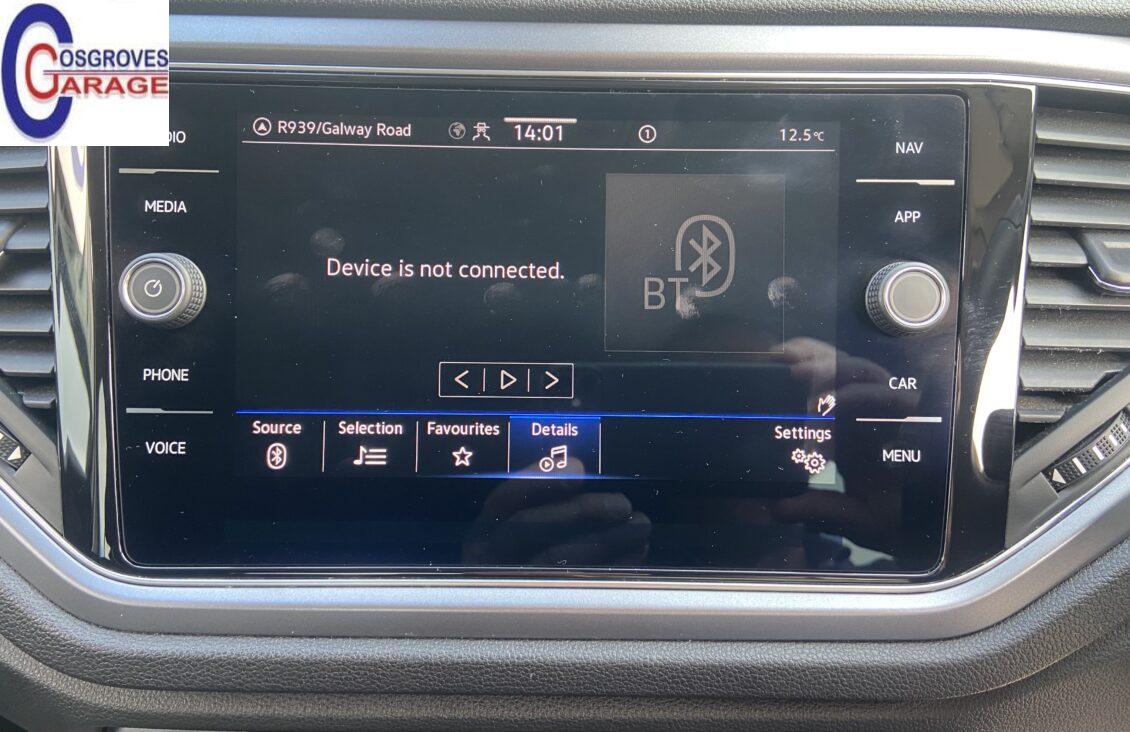 COSGROVES
GARAGE
R939/Galway Road
14:01
1
12.5°C
NAV
MEDIA
APP
Device is not connected.
BT
PHONE
CAR
Source
Selection
Favourites
Details
Settings
VOICE
MENU